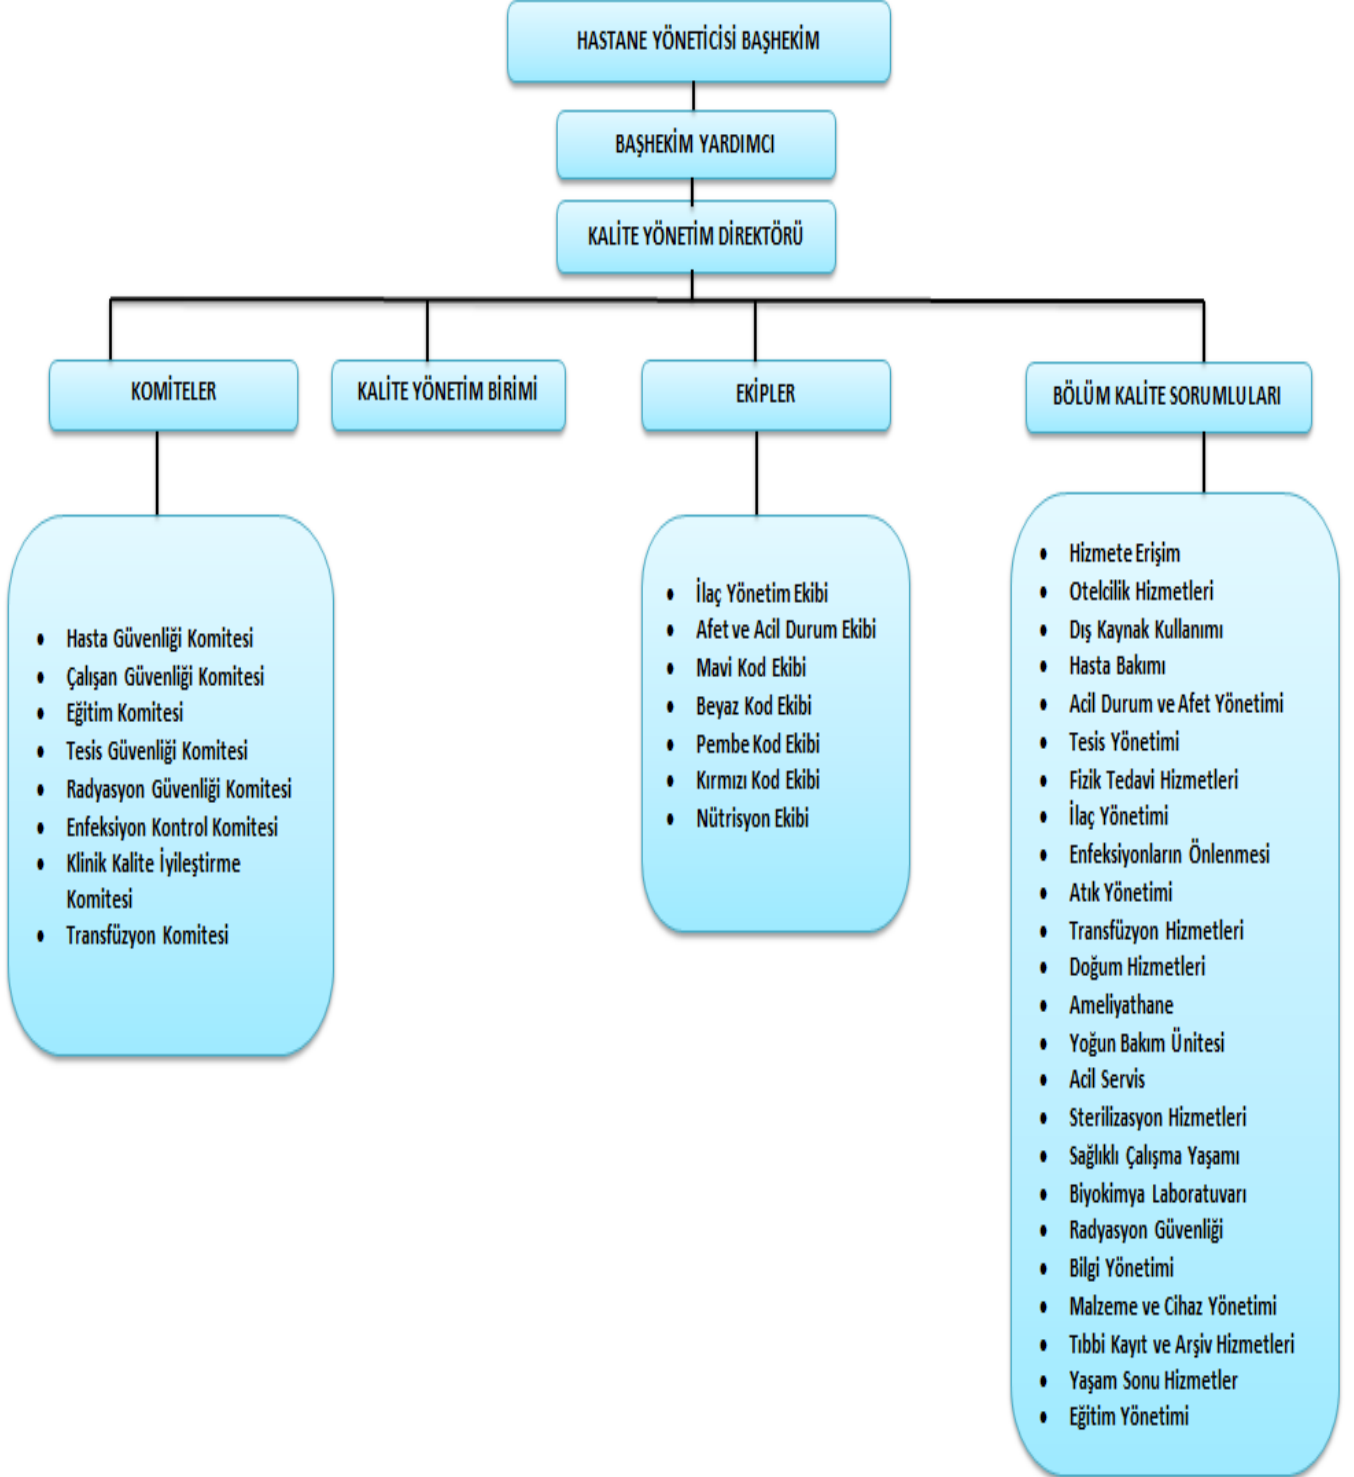 HASTANE YÖNETİCİSİ BAŞHEKİM
BAŞHEKİM YARDIMCI
KALİTE YÖNETİM DİREKTÖRÜ
KOMİTELER
KALİTE YÖNETİM BİRİMİ
EKİPLER
BÖLÜM KALİTE SORUMLULARI
• Hasta Güvenliği Komitesi
• Çalışan Güvenliği Komitesi
• Eğitim Komitesi
• Tesis Güvenliği Komitesi
• Radyasyon Güvenliği Komitesi
• Enfeksiyon Kontrol Komitesi
• Klinik Kalite İyileştirme
Komitesi
• Transfüzyon Komitesi
• İlaç Yönetim Ekibi
• Afet ve Acil Durum Ekibi
• Mavi Kod Ekibi
• Beyaz Kod Ekibi
• Pembe Kod Ekibi
• Kırmızı Kod Ekibi
• Nütrisyon Ekibi
• Hizmete Erişim
• Otelcilik Hizmetleri
• Dış Kaynak Kullanımı
• Hasta Bakımı
• Acil Durum ve Afet Yönetimi
• Tesis Yönetimi
• Fizik Tedavi Hizmetleri
• İlaç Yönetimi
• Enfeksiyonların Önlenmesi
• Atık Yönetimi
• Transfüzyon Hizmetleri
• Doğum Hizmetleri
• Ameliyathane
• Yoğun Bakım Ünitesi
• Acil Servis
• Sterilizasyon Hizmetleri
• Sağlıklı Çalışma Yaşamı
• Biyokimya Laboratuvarı
• Radyasyon Güvenliği
• Bilgi Yönetimi
• Malzeme ve Cihaz Yönetimi
• Tıbbi Kayıt ve Arşiv Hizmetleri
• Yaşam Sonu Hizmetler
• Eğitim Yönetimi